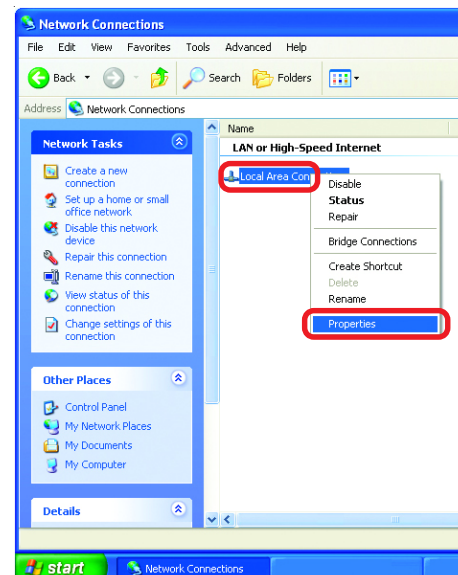 Network Connections
File Edit View Favorites Tools Advanced Help
Back Search Folders
Address Network Connections
Network Tasks
Create a new
connection
Set up a home or small
office network
Disable this network
device
Repair this connection
Rename this connection
View status of this
connection
Change settings of this
connection
Other Places
Control Panel
My Network Places
My Documents
My Computer
Details
Name
LAN or High-Speed Internet
Local Area Con
Disable
Status
Repair
Bridge Connections
Create Shortcut
Delete
Rename
Properties
start Network Connections